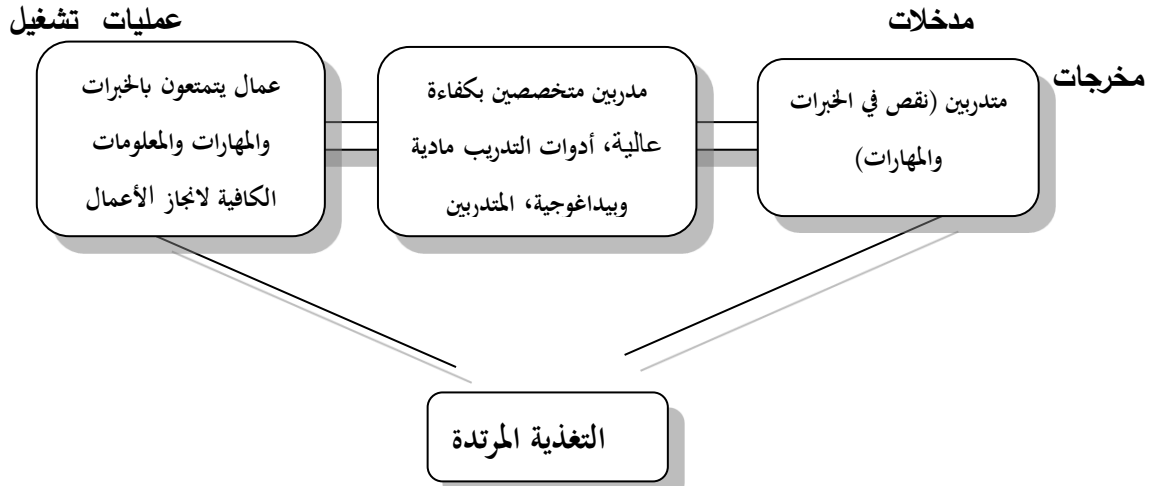 مدخلات
عمليات تشغيل
مخرجات
متدربين (نقص في الخبرات
والمهارات)
مدربين متخصصين بكفاءة
عالية، أدوات التدريب مادية
وبيداغوجية، المتدربين
عمال يتمتعون بالخبرات
والمهارات والمعلومات
الكافية لانجاز الأعمال
التغذية المرتدة